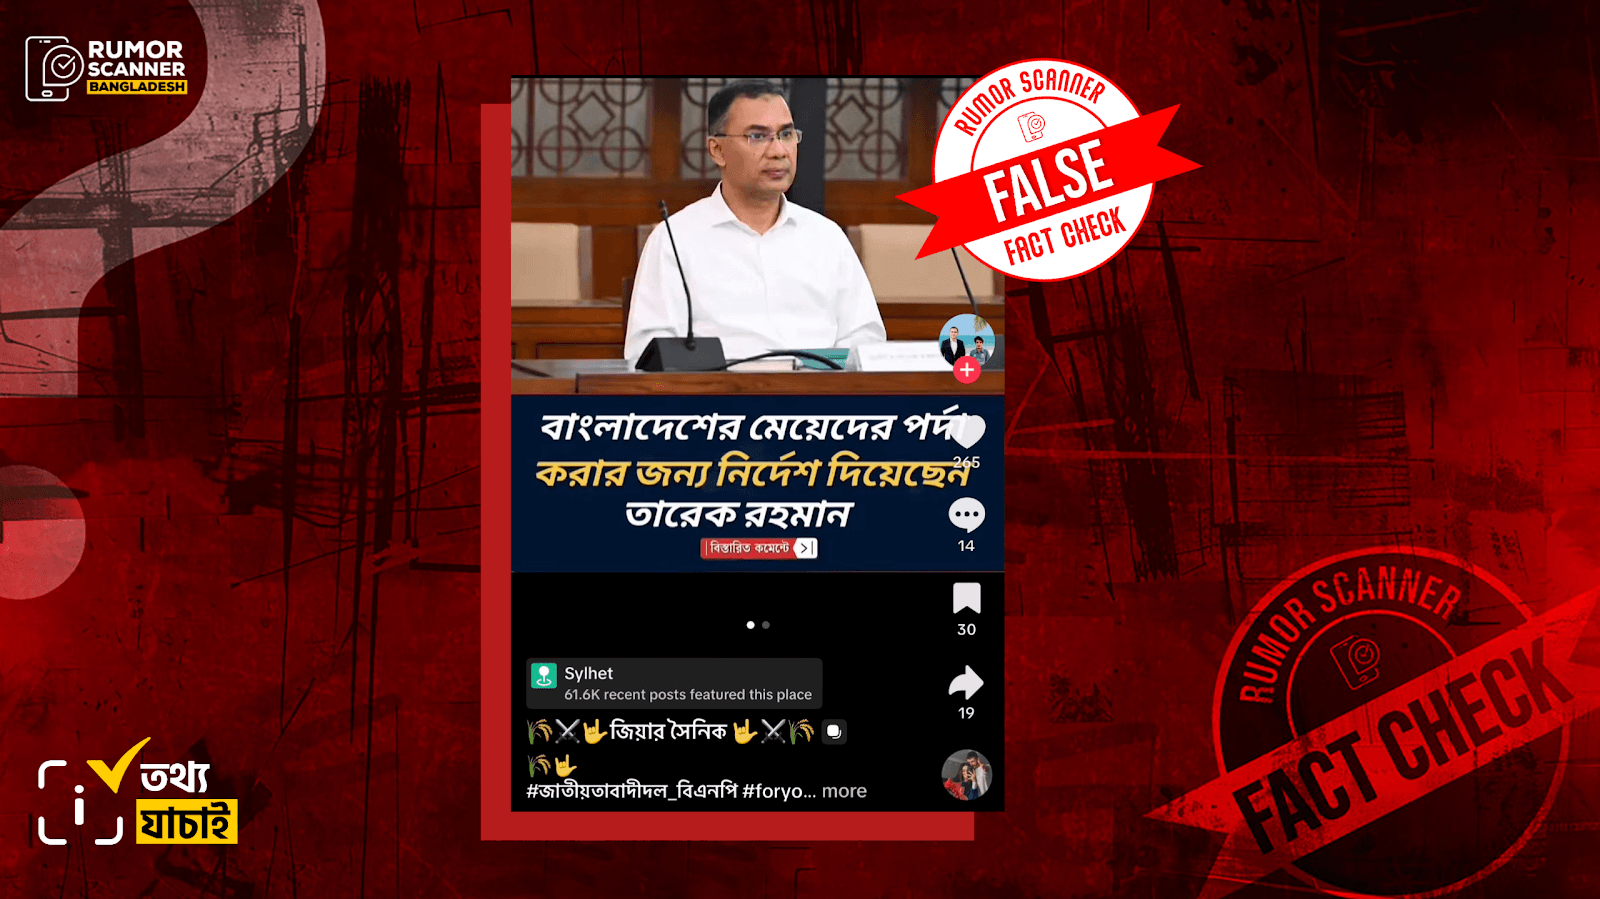 RUMOR
SCANNER
BANGLADESH
RUMOR SCANNER
FALSE
FACT CHECK
বাংলাদেশের মেয়েদের পর্দা
করার জন্য নির্দেশ দিয়েছেন
তারেক রহমান
বিস্তারিত কমেন্টে
265
14
30
19
Sylhet
61.6K recent posts featured this place
জিয়ার সৈনিক
#জাতীয়তাবাদীদল_বিএনপি #foryo... more
তথ্য
যাচাই
RUMOR SCANNER
FACT CHECK